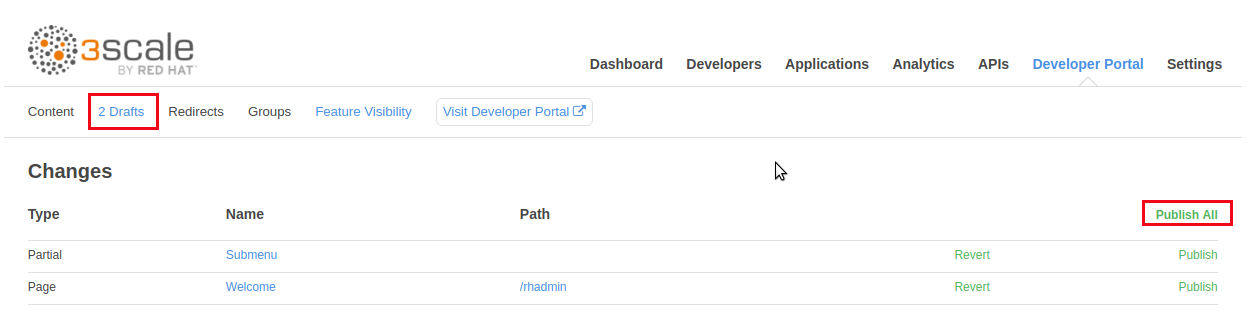 3scale
BY RED HAT
Dashboard Developers Applications Analytics APIs Developer Portal Settings
Content 2 Drafts Redirects Groups Feature Visibility Visit Developer Portal
Changes
Type Name Path Publish All
Partial Submenu Revert Publish
Page Welcome /rhadmin Revert Publish